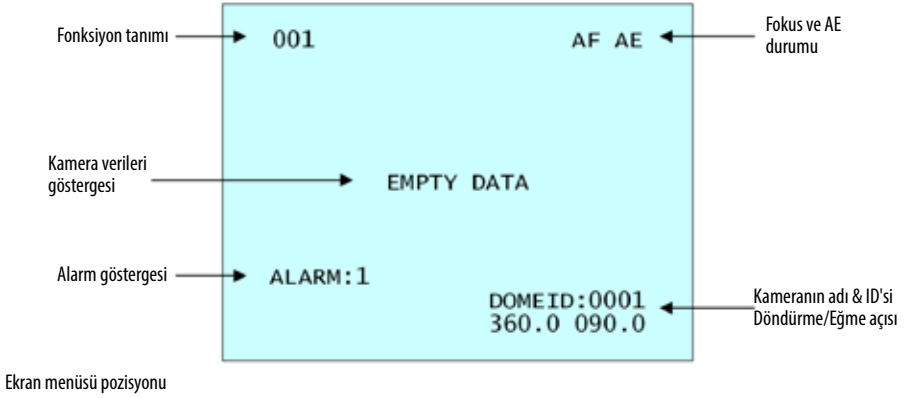 Fonksiyon tanımı
001
AF AE
Fokus ve AE
durumu
Kamera verileri
göstergesi
EMPTY DATA
Alarm göstergesi
ALARM:1
DOMEID:0001
360.0 090.0
Kameranın adı & ID'si
Döndürme/Eğme açısı
Ekran menüsü pozisyonu